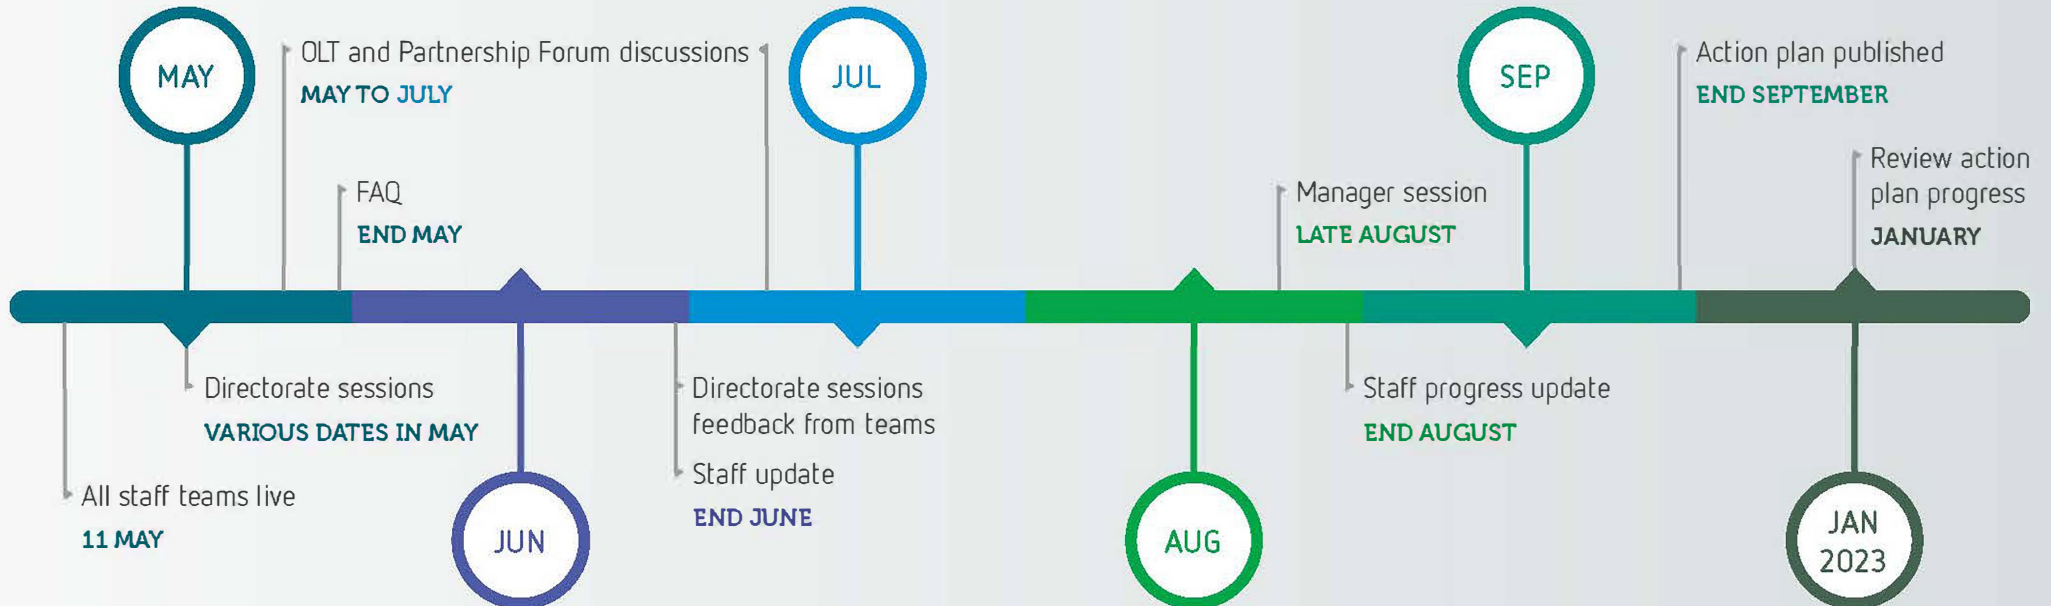 MAY
OLT and Partnership Forum discussions
MAY TO JULY
JUL
SEP
Action plan published
END SEPTEMBER
FAQ
END MAY
Manager session
LATE AUGUST
Review action
plan progress
JANUARY
Directorate sessions
VARIOUS DATES IN MAY
All staff teams live
11 MAY
JUN
Directorate sessions
feedback from teams
Staff update
END JUNE
AUG
Staff progress update
END AUGUST
JAN
2023